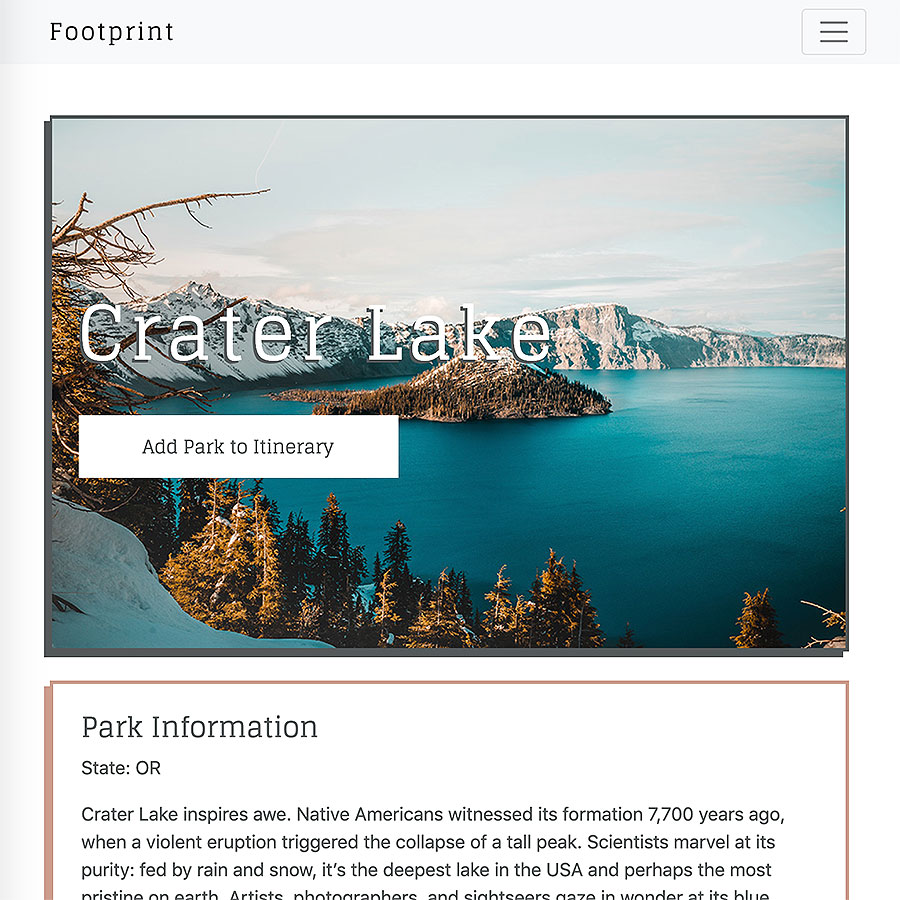 Footprint
Crater Lake
Add Park to Itinerary
Park Information
State: OR
Crater Lake inspires awe. Native Americans witnessed its formation 7,700 years ago,
when a violent eruption triggered the collapse of a tall peak. Scientists marvel at its
purity: fed by rain and snow, it's the deepest lake in the USA and perhaps the most
pristine on earth. Artists, photographers, and sightseers gaze in wonder at its blue